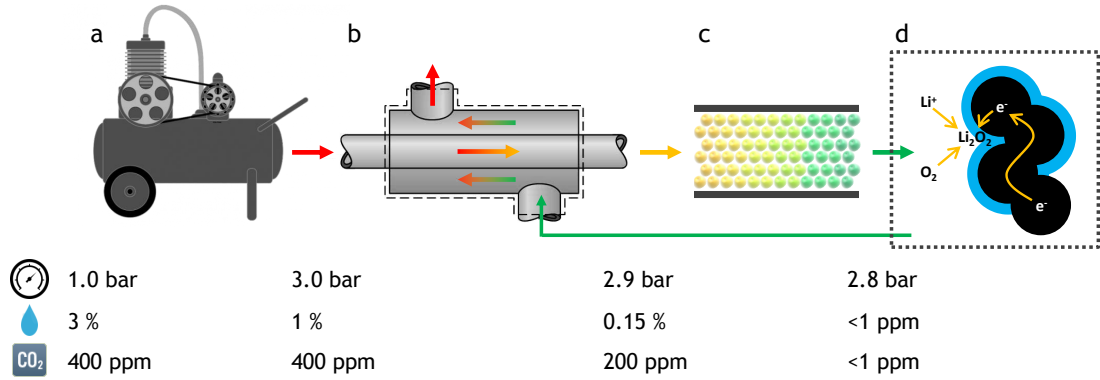 a b c d
Li⁺ e⁻
Li₂O₂
O₂
e⁻
1.0 bar 3.0 bar 2.9 bar 2.8 bar
3 % 1 % 0.15 % <1 ppm
CO₂ 400 ppm 400 ppm 200 ppm <1 ppm